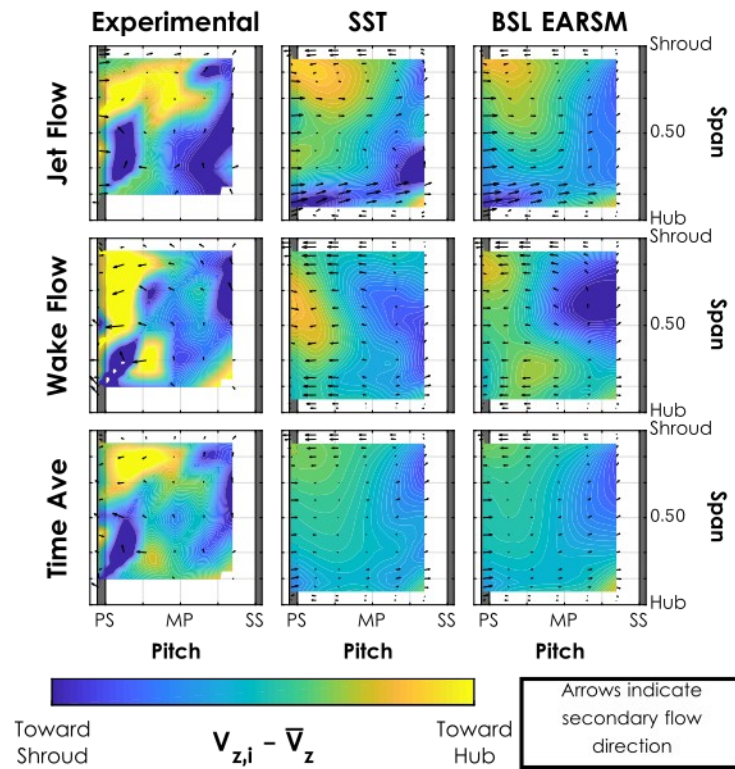 Experimental SST BSL EARSM
Shroud
Jet Flow
0.50
Span
Hub
Shroud
Wake Flow
0.50
Span
Hub
Shroud
Time Ave
0.50
Span
Hub
PS MP SS PS MP SS PS MP SS
Pitch Pitch Pitch
Toward Shroud
V_{z,i} - V̅_z
Toward Hub
Arrows indicate
secondary flow
direction